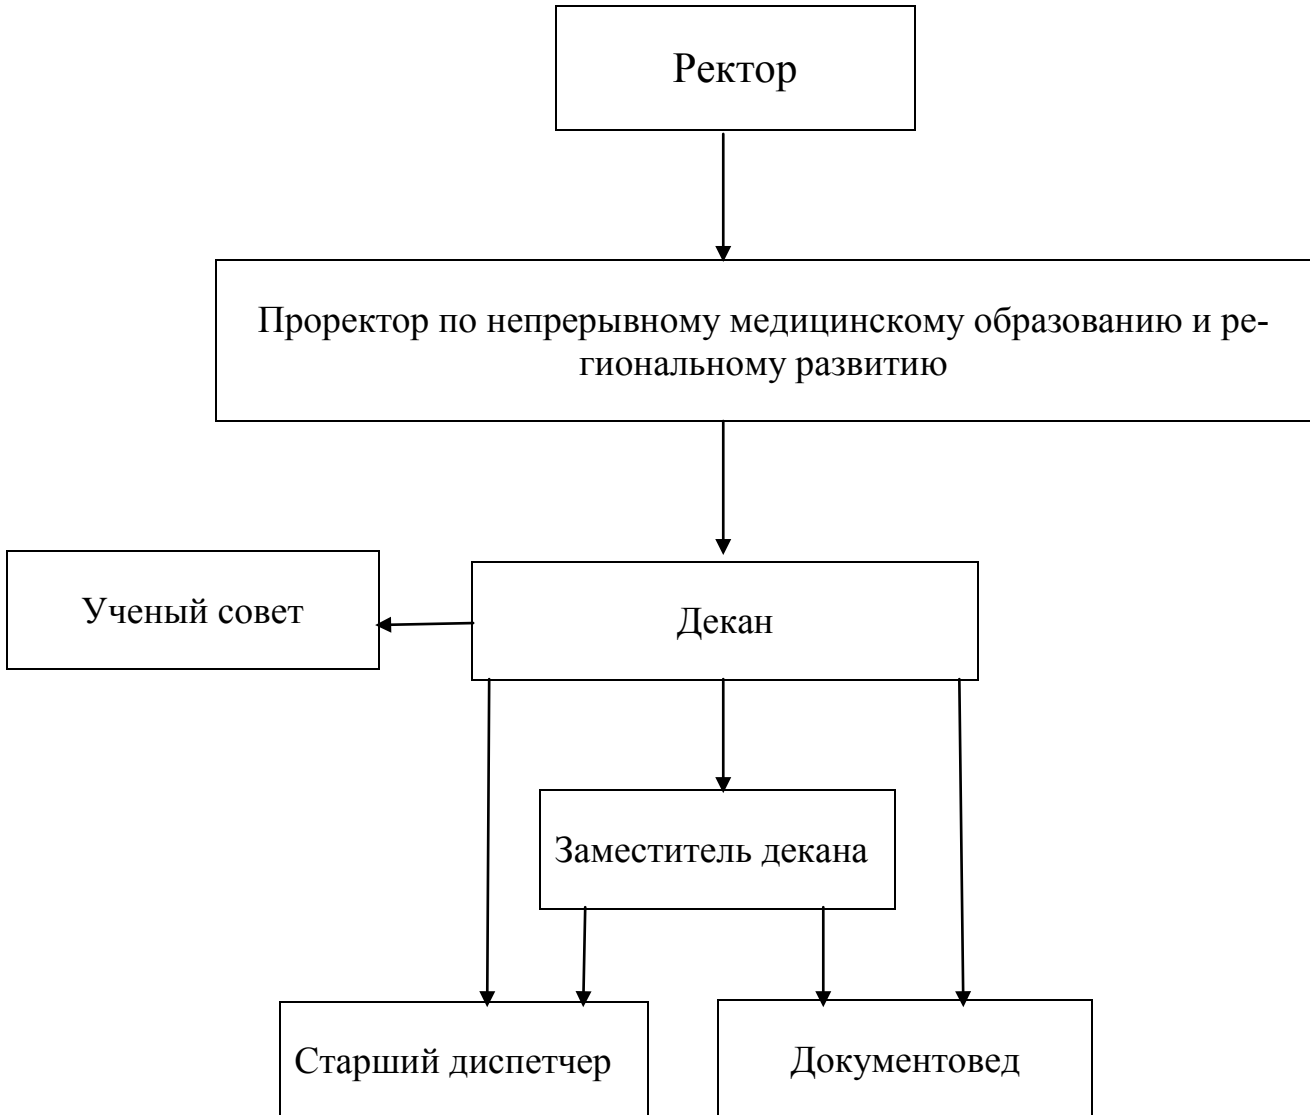 Ректор
Проректор по непрерывному медицинскому образованию и ре-
гиональному развитию
Ученый совет
Декан
Заместитель декана
Старший диспетчер
Документовед